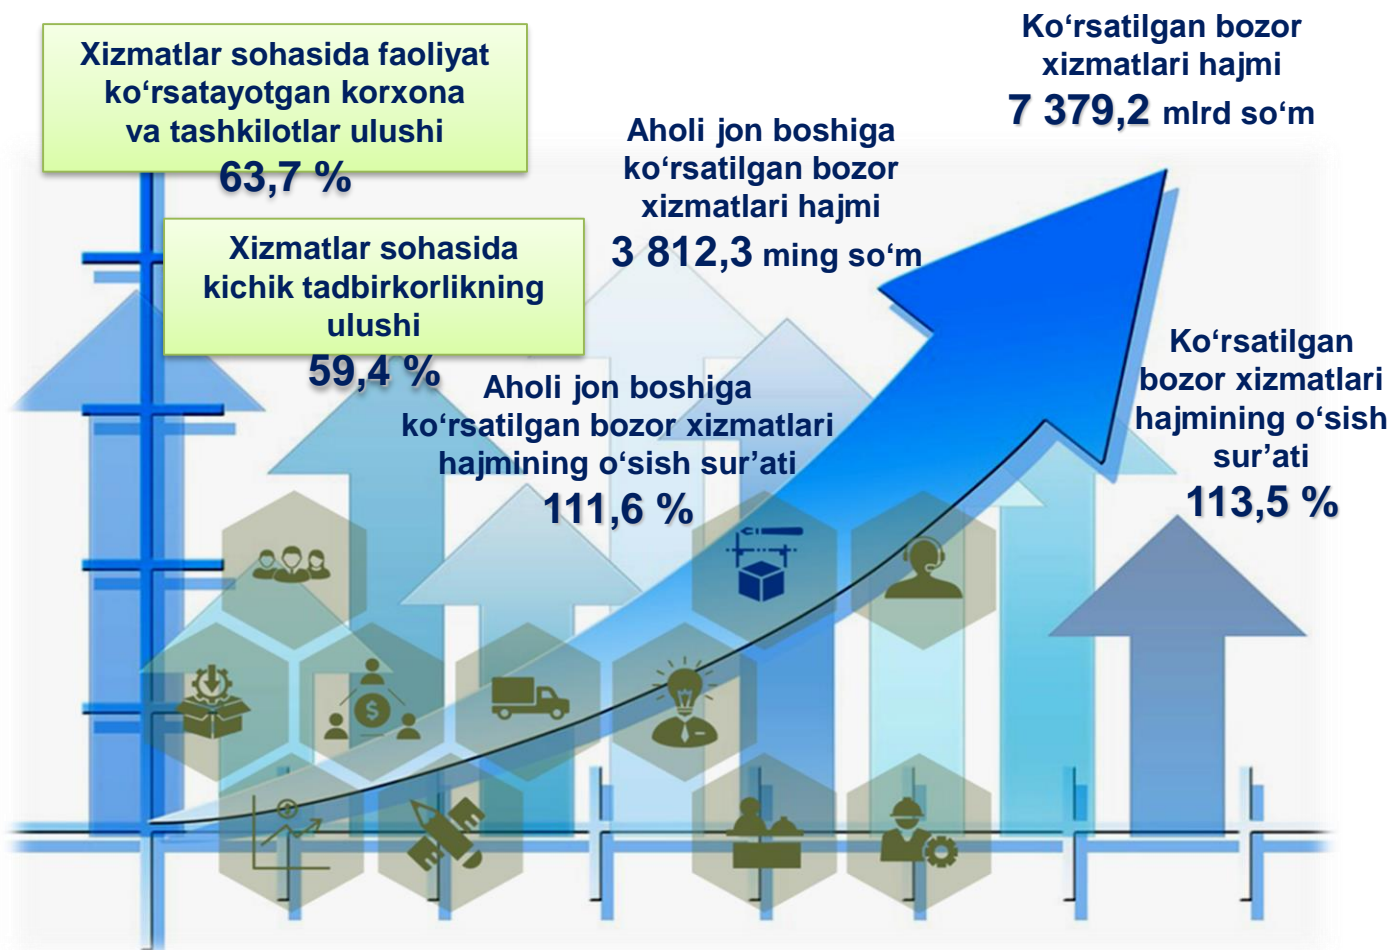 Xizmatlar sohasida faoliyat
ko‘rsatayotgan korxona
va tashkilotlar ulushi
63,7 %
Xizmatlar sohasida
kichik tadbirkorlikning
ulushi
59,4 %
Aholi jon boshiga
ko‘rsatilgan bozor
xizmatlari hajmi
3 812,3 ming so‘m
Ko‘rsatilgan bozor
xizmatlari hajmi
7 379,2 mlrd so‘m
Aholi jon boshiga
ko‘rsatilgan bozor xizmatlari
hajmining o‘sish sur’ati
111,6 %
Ko‘rsatilgan
bozor xizmatlari
hajmining o‘sish
sur’ati
113,5 %